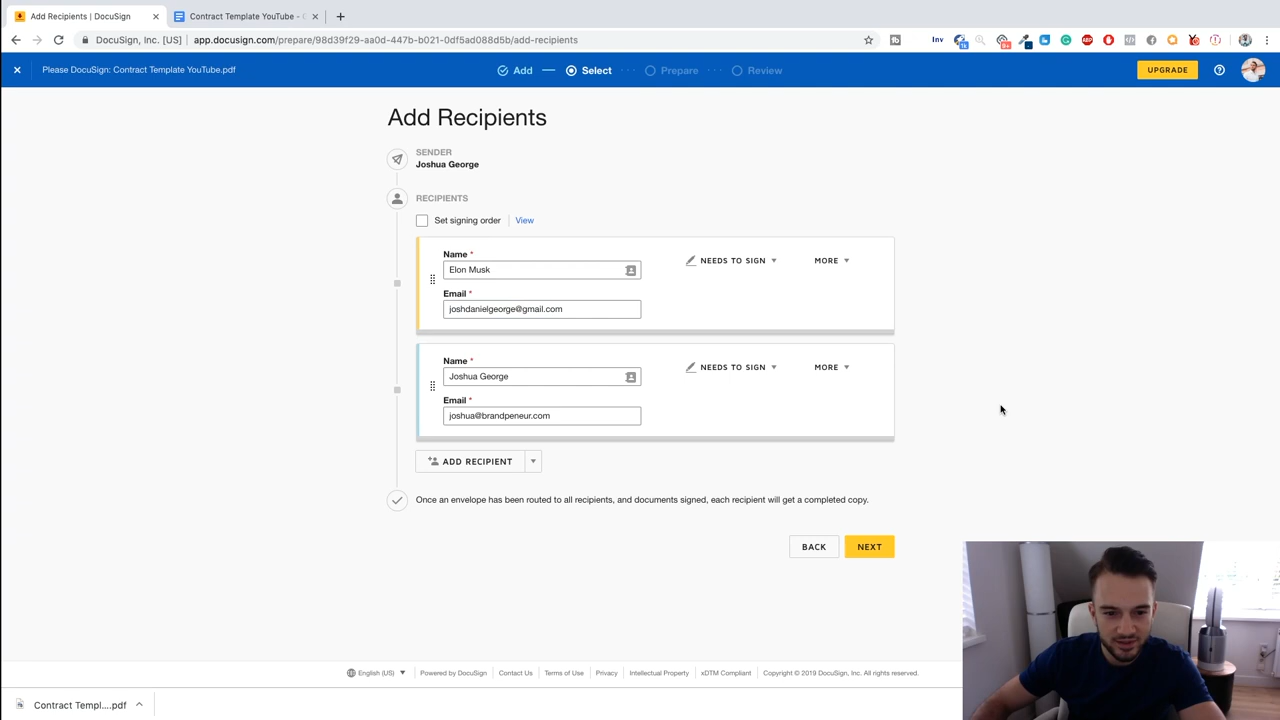 Add Recipients | DocuSign
Contract Template YouTube -
DocuSign, Inc. [US]
app.docusign.com/prepare/98d39f29-aa0d-447b-b021-0df5ad088d5b/add-recipients
Please DocuSign: Contract Template YouTube.pdf
Add
Select
Prepare
Review
UPGRADE
Add Recipients
SENDER
Joshua George
RECIPIENTS
Set signing order
View
Name *
Elon Musk
NEEDS TO SIGN
MORE
Email *
joshdanielgeorge@gmail.com
Name *
Joshua George
NEEDS TO SIGN
MORE
Email *
joshua@brandpeneur.com
ADD RECIPIENT
Once an envelope has been routed to all recipients, and documents signed, each recipient will get a completed copy.
BACK
NEXT
English (US)
Powered by DocuSign
Contact Us
Terms of Use
Privacy
Intellectual Property
xDTM Compliant
Copyright © 2019 DocuSign, Inc. All rights reserved.
Contract Templ....pdf